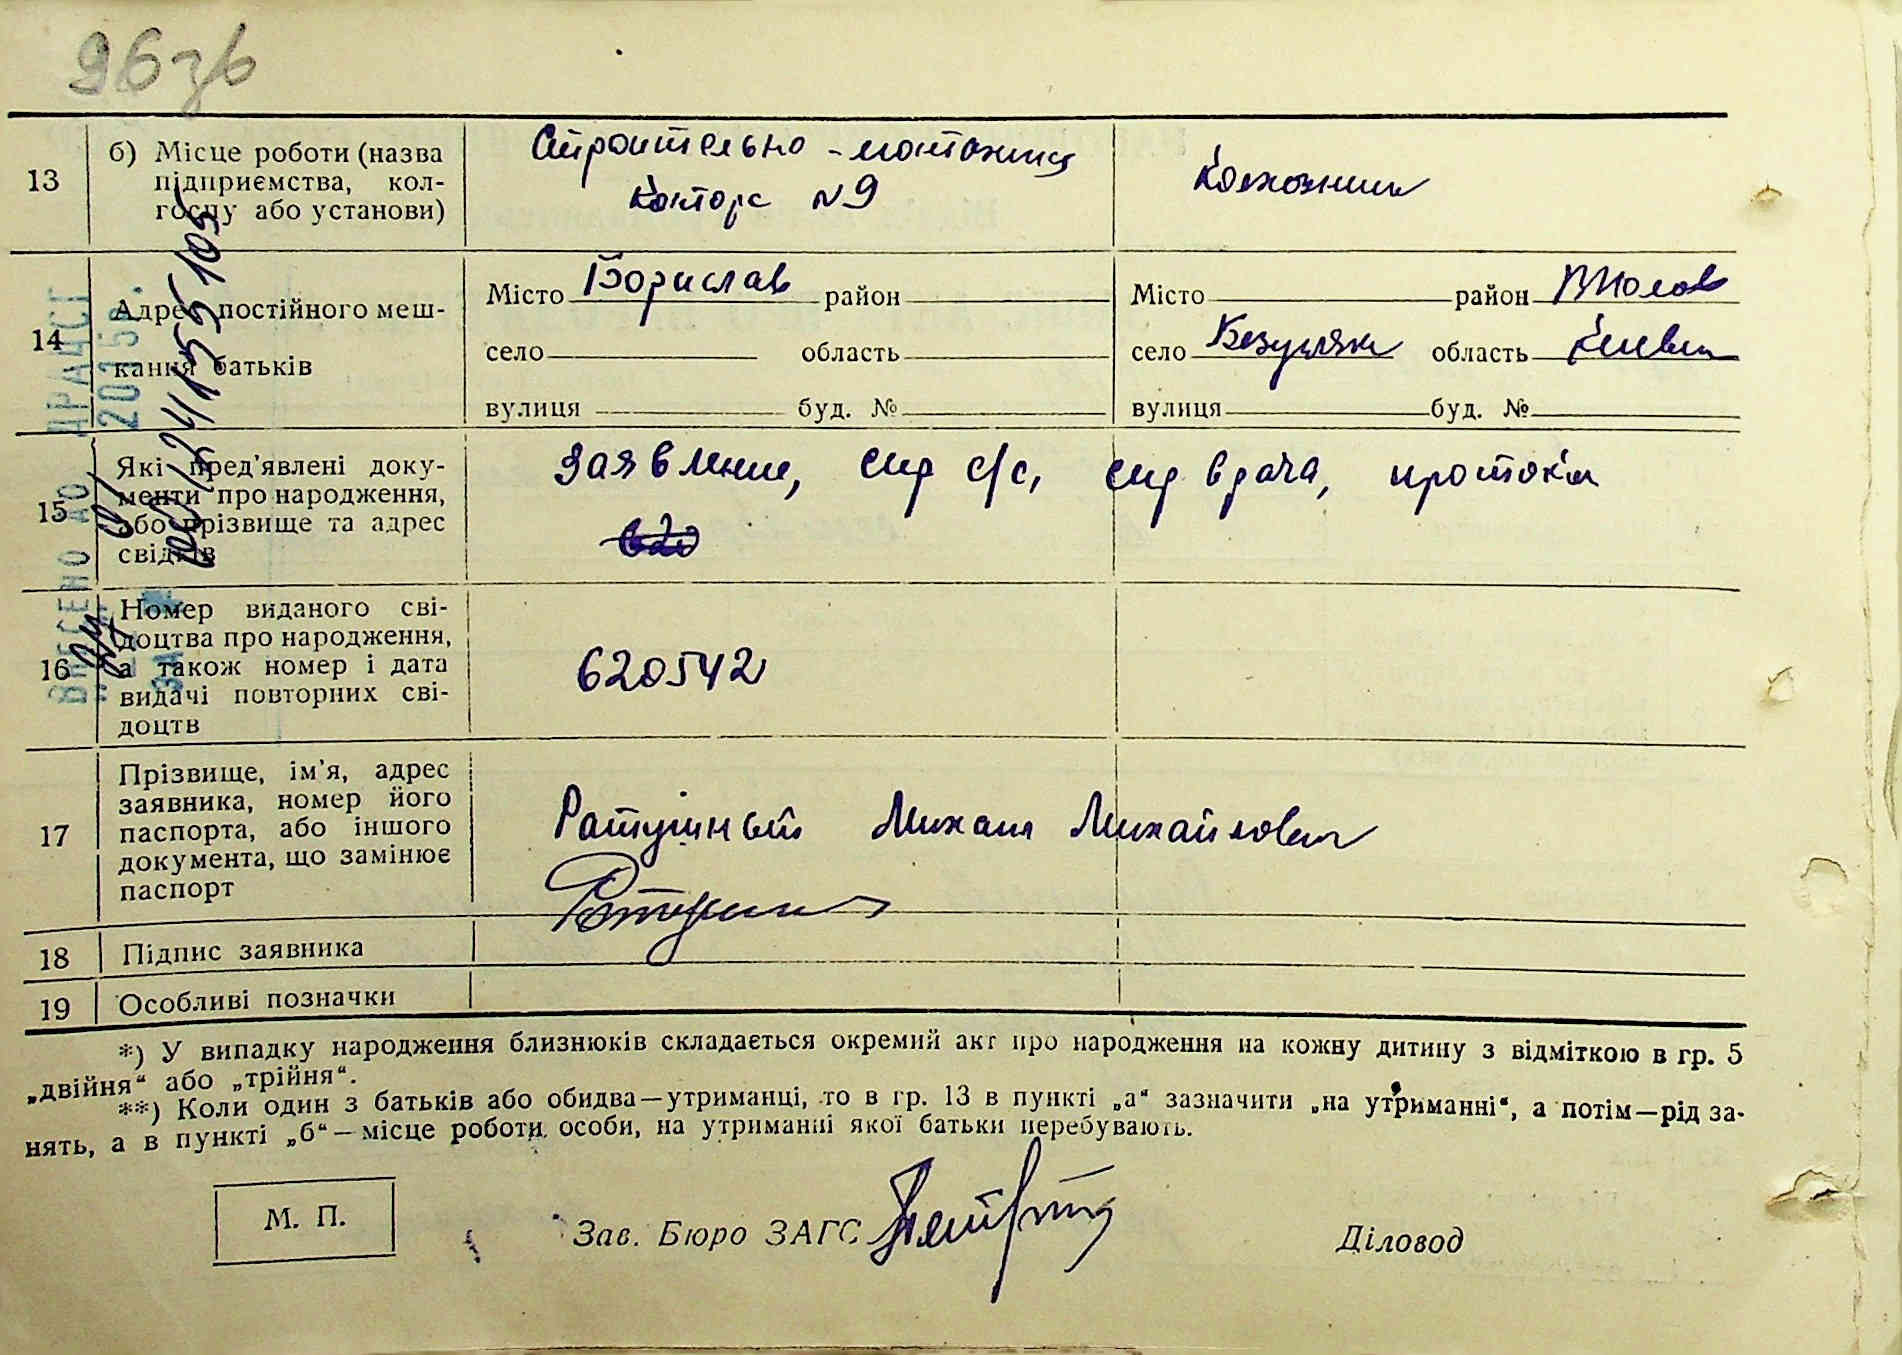 96 зв
13 б) Місце роботи (назва підприємства, кол-
госпу або установи)
Строительно-монтажная
контора №9
Колхозник
14 Адрес постійного меш-
кання батьків
Місто Борислав район
село область
вулиця буд. №
Місто район
село область
вулиця буд. №
15 Які пред'явлені доку-
менти про народження,
або прізвище та адрес
свідків
заявление, спр с/с, спр врача, протокол
16 Номер виданого сві-
доцтва про народження,
а також номер і дата
видачі повторних сві-
доцтв
620542
17 Прізвище, ім'я, адрес
заявника, номер його
паспорта, або іншого
документа, що замінює
паспорт
Ратушный Михаил Михайлович
18 Підпис заявника
19 Особливі позначки
*) У випадку народження близнюків складається окремий акт про народження на кожну дитину з відміткою в гр. 5
„двійня“ або „трійня“.
**) Коли один з батьків або обидва—утриманці, то в гр. 13 в пункті „а“ зазначити „на утриманні“, а потім—рід за-
нять, а в пункті „б“—місце роботи особи, на утриманні якої батьки перебувають.
М. П.
Зав. Бюро ЗАГС
Діловод
ВНЕСЕНО ДО ДРАЦСГ